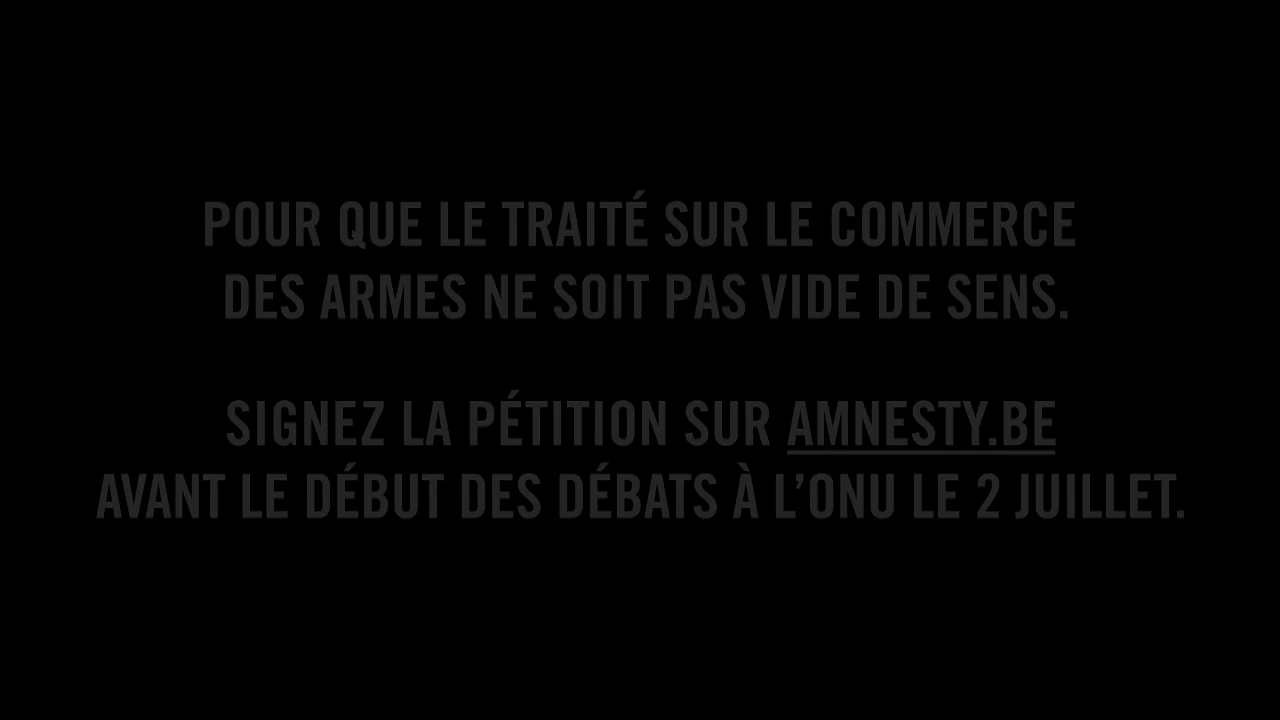 POUR QUE LE TRAITÉ SUR LE COMMERCE
DES ARMES NE SOIT PAS VIDE DE SENS.
SIGNEZ LA PÉTITION SUR AMNESTY.BE
AVANT LE DÉBUT DES DÉBATS À L’ONU LE 2 JUILLET.